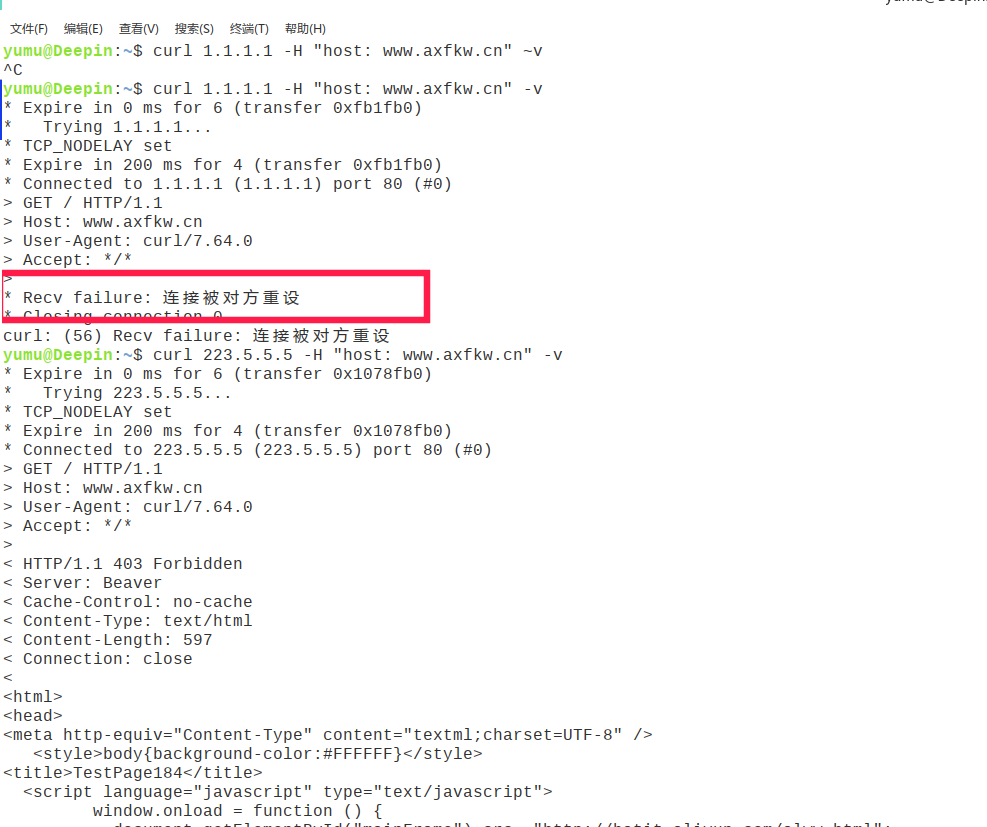 文件(F) 编辑(E) 查看(V) 搜索(S) 终端(T) 帮助(H)
yumu@Deepin:~$ curl 1.1.1.1 -H "host: www.axfkw.cn" ~v
^C
yumu@Deepin:~$ curl 1.1.1.1 -H "host: www.axfkw.cn" -v
* Expire in 0 ms for 6 (transfer 0xfb1fb0)
*   Trying 1.1.1.1...
* TCP_NODELAY set
* Expire in 200 ms for 4 (transfer 0xfb1fb0)
* Connected to 1.1.1.1 (1.1.1.1) port 80 (#0)
> GET / HTTP/1.1
> Host: www.axfkw.cn
> User-Agent: curl/7.64.0
> Accept: */*
>
* Recv failure: 连接被对方重设
* Closing connection 0
curl: (56) Recv failure: 连接被对方重设
yumu@Deepin:~$ curl 223.5.5.5 -H "host: www.axfkw.cn" -v
* Expire in 0 ms for 6 (transfer 0x1078fb0)
*   Trying 223.5.5.5...
* TCP_NODELAY set
* Expire in 200 ms for 4 (transfer 0x1078fb0)
* Connected to 223.5.5.5 (223.5.5.5) port 80 (#0)
> GET / HTTP/1.1
> Host: www.axfkw.cn
> User-Agent: curl/7.64.0
> Accept: */*
>
< HTTP/1.1 403 Forbidden
< Server: Beaver
< Cache-Control: no-cache
< Content-Type: text/html
< Content-Length: 597
< Connection: close
<
<html>
<head>
<meta http-equiv="Content-Type" content="textml;charset=UTF-8" />
   <style>body{background-color:#FFFFFF}</style>
<title>TestPage184</title>
  <script language="javascript" type="text/javascript">
         window.onload = function () {